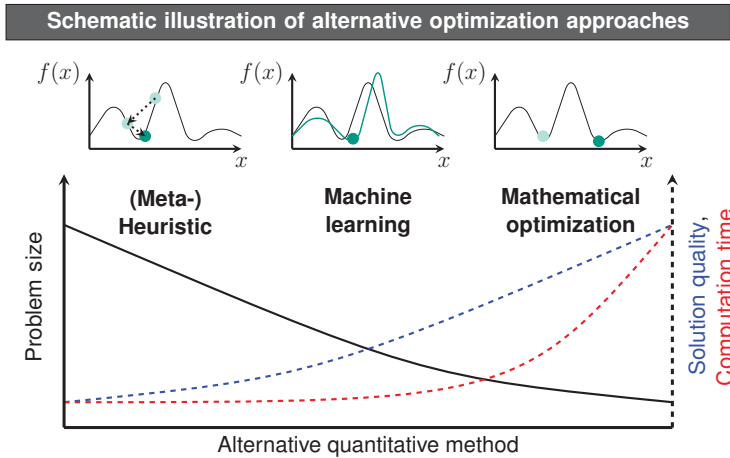 Schematic illustration of alternative optimization approaches
f(x)
x
f(x)
x
f(x)
x
(Meta-)
Heuristic
Machine
learning
Mathematical
optimization
Problem size
Solution quality,
Computation time
Alternative quantitative method